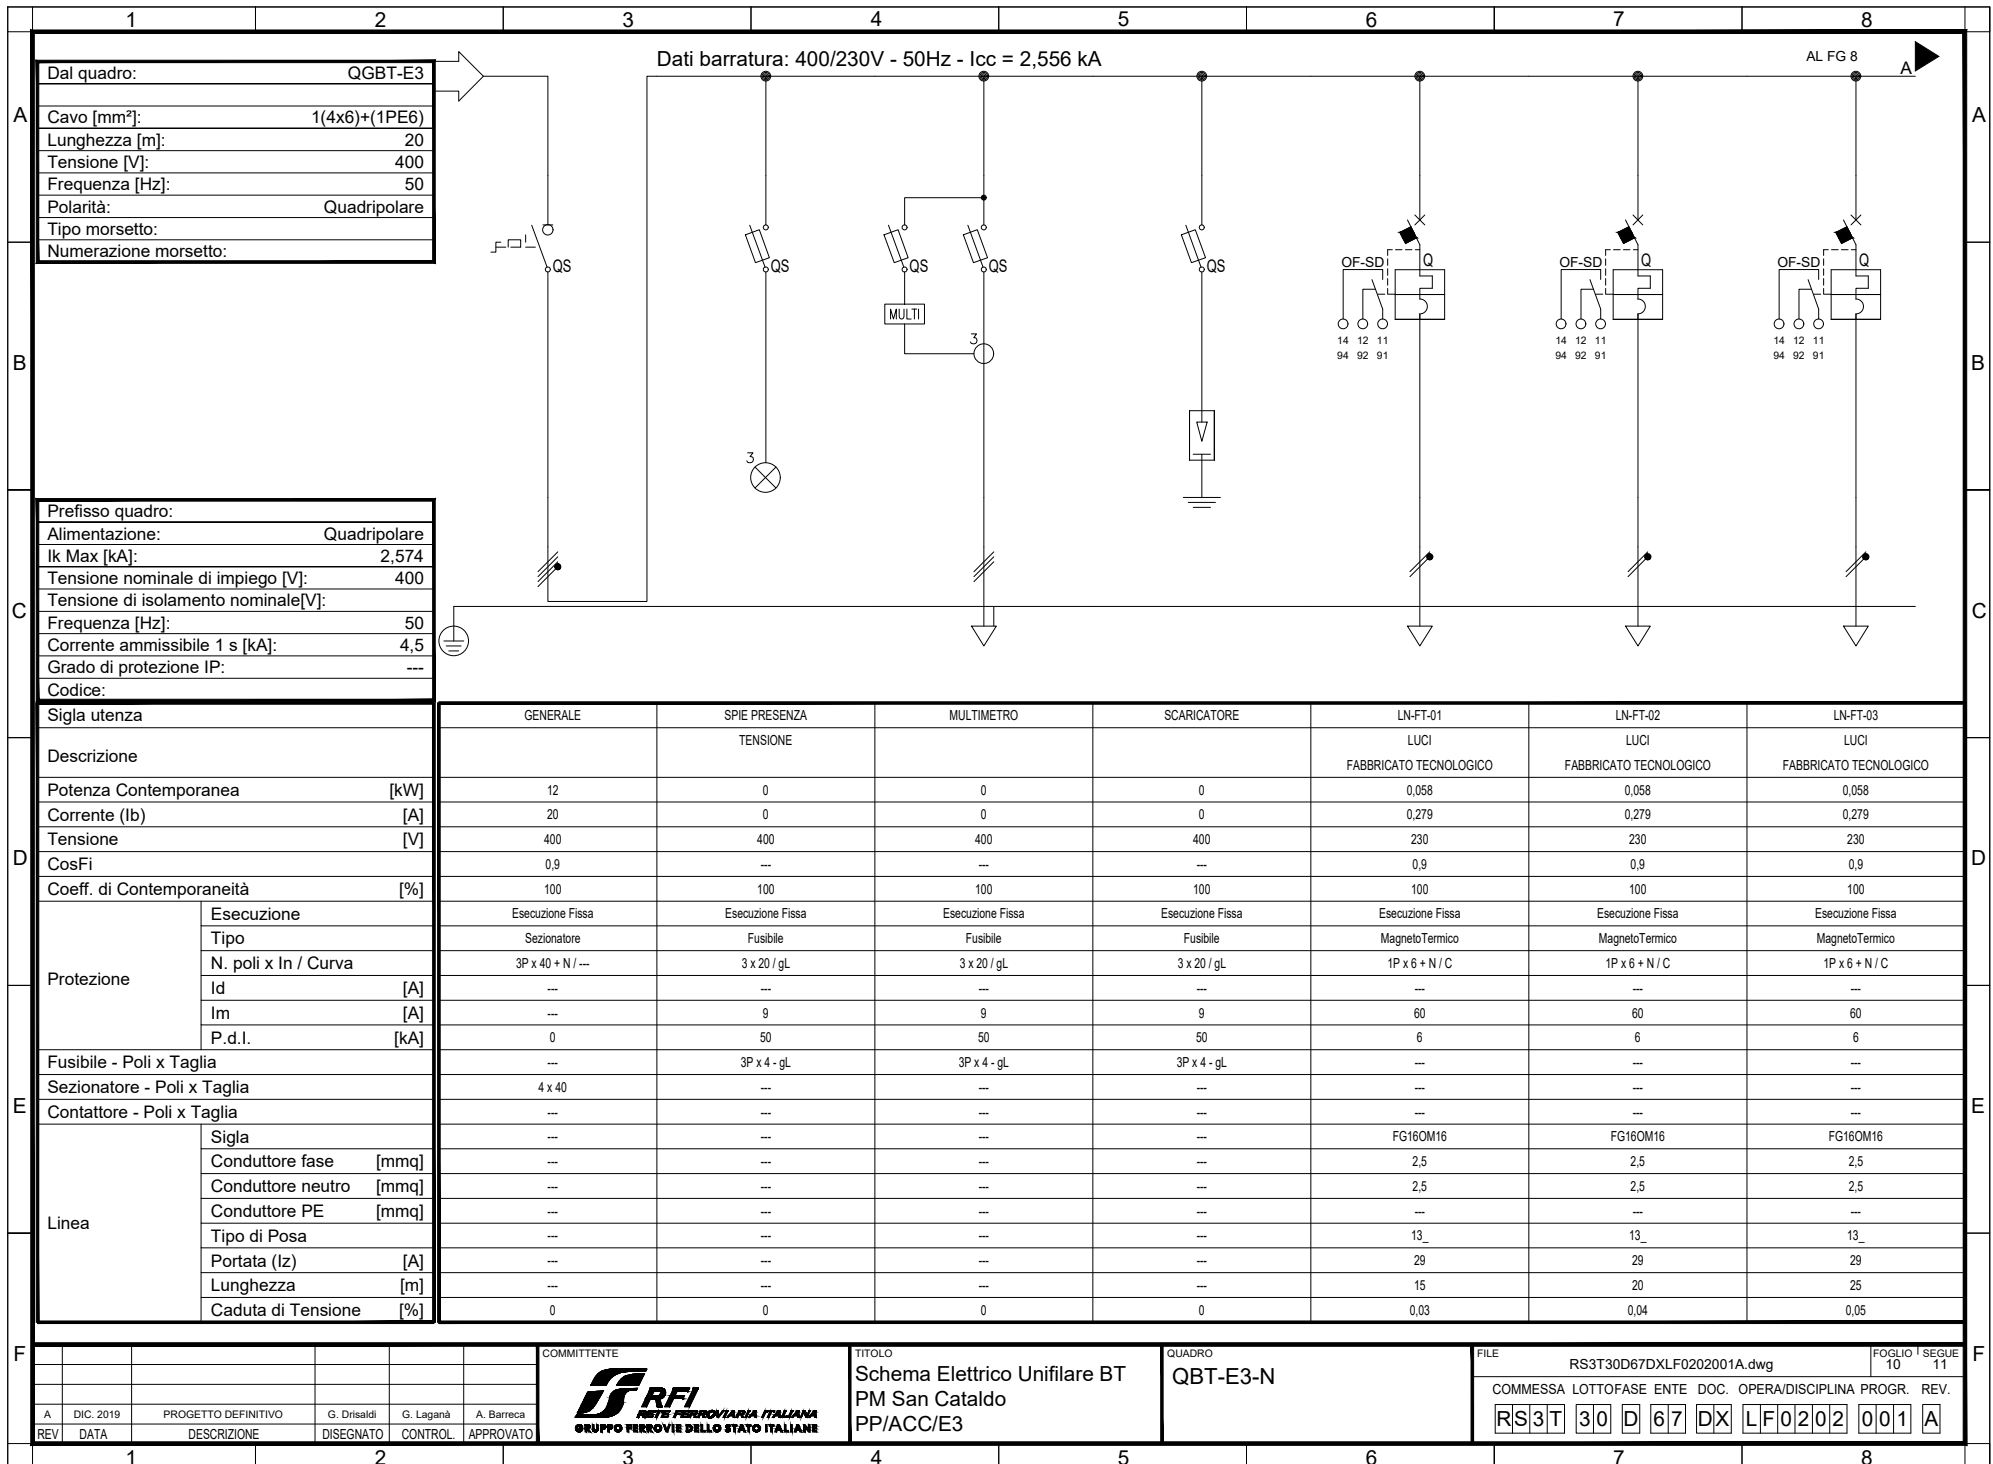 1 2 3 4 5 6 7 8
Dati barratura: 400/230V - 50Hz - Icc = 2,556 kA
AL FG 8
A
Dal quadro: QGBT-E3
Cavo [mm²]: 1(4x6)+(1PE6)
Lunghezza [m]: 20
Tensione [V]: 400
Frequenza [Hz]: 50
Polarità: Quadripolare
Tipo morsetto:
Numerazione morsetto:
A A
QS QS QS QS QS
OF-SD Q OF-SD Q OF-SD Q
MULTI
3
14 12 11 14 12 11 14 12 11
94 92 91 94 92 91 94 92 91
B B
3
Prefisso quadro:
Alimentazione: Quadripolare
Ik Max [kA]: 2,574
Tensione nominale di impiego [V]: 400
Tensione di isolamento nominale[V]:
Frequenza [Hz]: 50
Corrente ammissibile 1 s [kA]: 4,5
Grado di protezione IP: ---
Codice:
C C
Sigla utenza GENERALE SPIE PRESENZA MULTIMETRO SCARICATORE LN-FT-01 LN-FT-02 LN-FT-03
Descrizione TENSIONE LUCI LUCI LUCI
FABBRICATO TECNOLOGICO FABBRICATO TECNOLOGICO FABBRICATO TECNOLOGICO
Potenza Contemporanea [kW] 12 0 0 0 0,058 0,058 0,058
Corrente (Ib) [A] 20 0 0 0 0,279 0,279 0,279
Tensione [V] 400 400 400 400 230 230 230
D D
CosFi 0,9 --- --- --- 0,9 0,9 0,9
Coeff. di Contemporaneità [%] 100 100 100 100 100 100 100
Protezione
Esecuzione Esecuzione Fissa Esecuzione Fissa Esecuzione Fissa Esecuzione Fissa Esecuzione Fissa Esecuzione Fissa Esecuzione Fissa
Tipo Sezionatore Fusibile Fusibile Fusibile MagnetoTermico MagnetoTermico MagnetoTermico
N. poli x In / Curva 3P x 40 + N / --- 3 x 20 / gL 3 x 20 / gL 3 x 20 / gL 1P x 6 + N / C 1P x 6 + N / C 1P x 6 + N / C
Id [A] --- --- --- --- --- --- ---
Im [A] --- 9 9 9 60 60 60
P.d.I. [kA] 0 50 50 50 6 6 6
Fusibile - Poli x Taglia --- 3P x 4 - gL 3P x 4 - gL 3P x 4 - gL --- --- ---
Sezionatore - Poli x Taglia 4 x 40 --- --- --- --- --- ---
E E
Contattore - Poli x Taglia --- --- --- --- --- --- ---
Linea
Sigla --- --- --- --- FG16OM16 FG16OM16 FG16OM16
Conduttore fase [mmq] --- --- --- --- 2,5 2,5 2,5
Conduttore neutro [mmq] --- --- --- --- 2,5 2,5 2,5
Conduttore PE [mmq] --- --- --- --- --- --- ---
Tipo di Posa --- --- --- --- 13_ 13_ 13_
Portata (Iz) [A] --- --- --- --- 29 29 29
Lunghezza [m] --- --- --- --- 15 20 25
Caduta di Tensione [%] 0 0 0 0 0,03 0,04 0,05
F F
A DIC. 2019 PROGETTO DEFINITIVO G. Drisaldi G. Laganà A. Barreca
REV DATA DESCRIZIONE DISEGNATO CONTROL. APPROVATO
COMMITTENTE
RFI
RETE FERROVIARIA ITALIANA
GRUPPO FERROVIE DELLO STATO ITALIANE
TITOLO
Schema Elettrico Unifilare BT
PM San Cataldo
PP/ACC/E3
QUADRO
QBT-E3-N
FILE
RS3T30D67DXLF0202001A.dwg
FOGLIO SEGUE
10 11
COMMESSA LOTTO FASE ENTE DOC. OPERA/DISCIPLINA PROGR. REV.
RS3T 30 D 67 DX LF0202 001 A
1 2 3 4 5 6 7 8